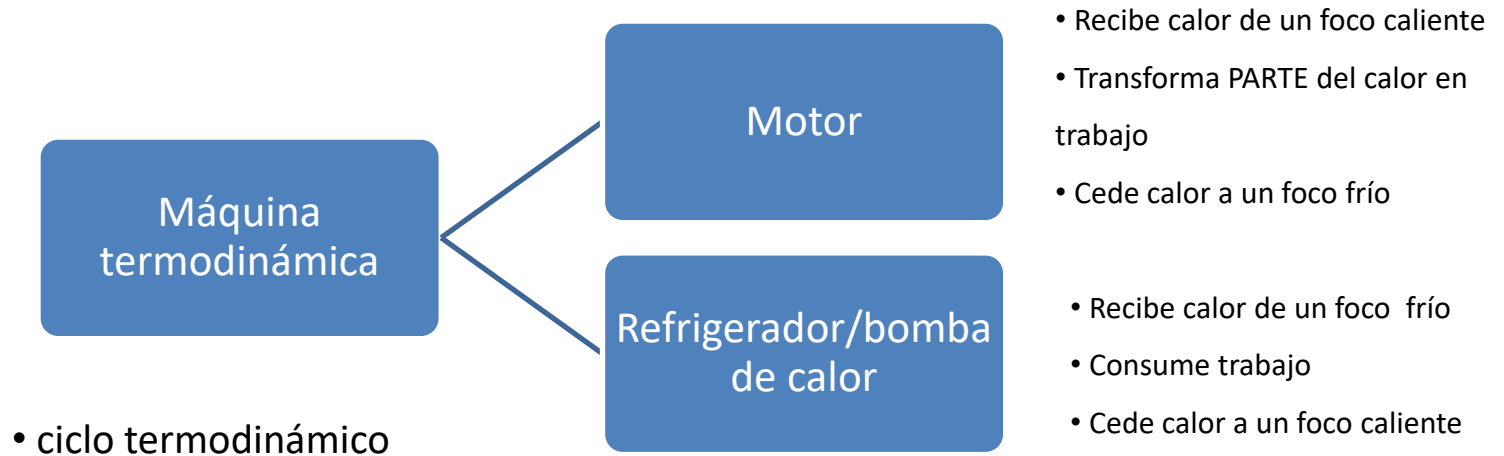 Máquina
termodinámica
• ciclo termodinámico
Motor
• Recibe calor de un foco caliente
• Transforma PARTE del calor en
trabajo
• Cede calor a un foco frío
Refrigerador/bomba
de calor
• Recibe calor de un foco  frío
• Consume trabajo
• Cede calor a un foco caliente